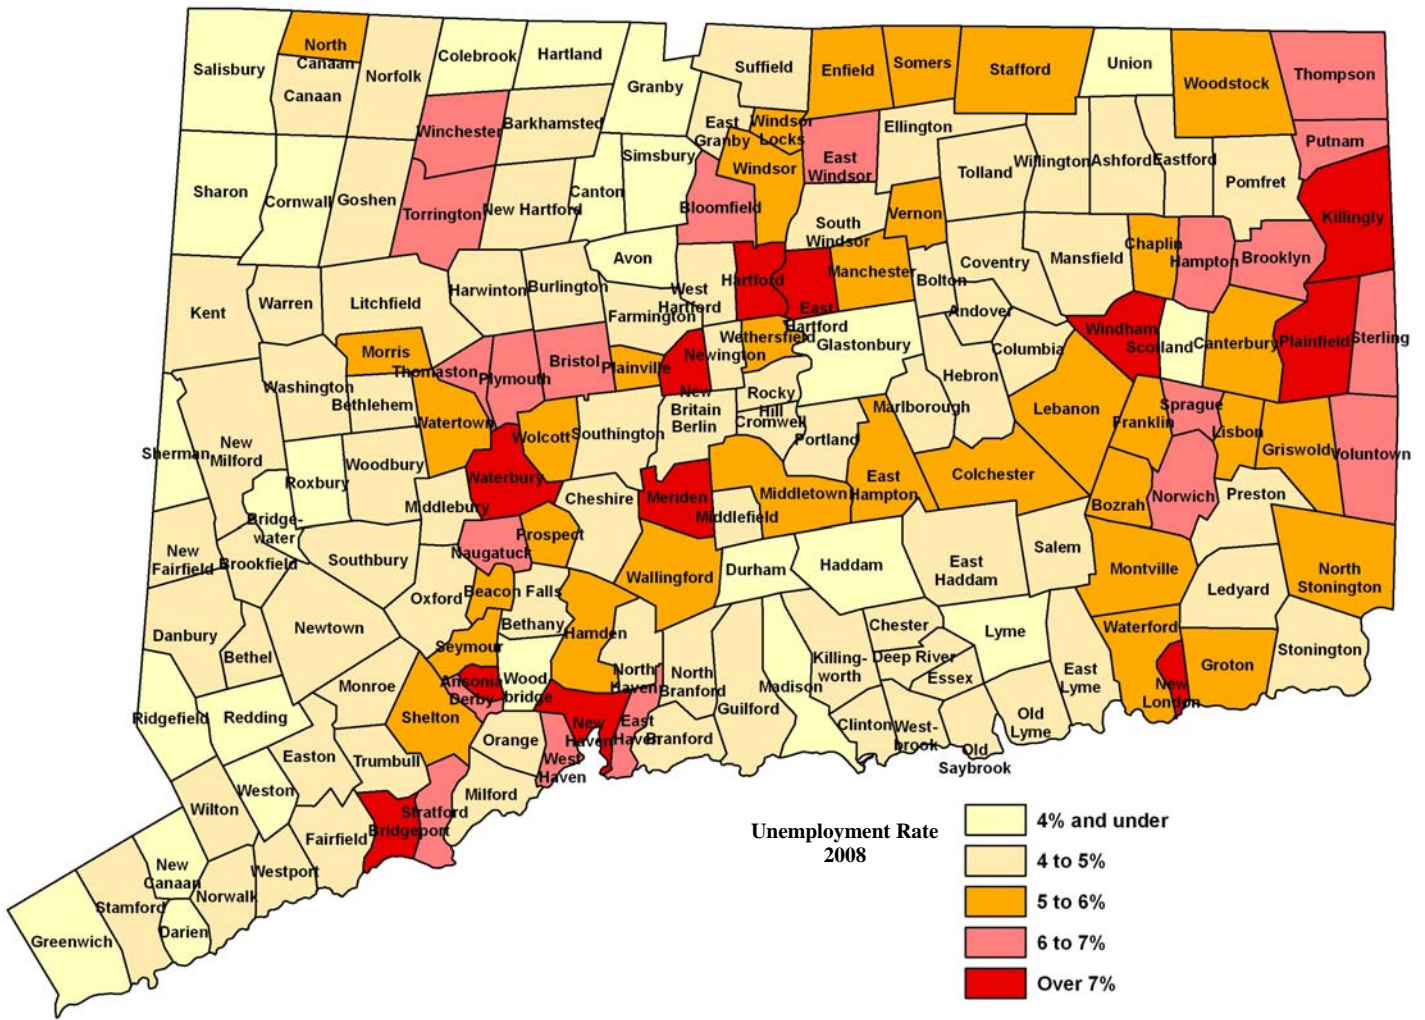 Salisbury
North
Canaan
Canaan
Norfolk
Colebrook
Hartland
Granby
Suffield
Enfield
Somers
Stafford
Union
Woodstock
Thompson
Winchester
Barkhamsted
East
Granby
Windsor
Locks
East
Windsor
Ellington
Putnam
Sharon
Cornwall
Goshen
Torrington
New Hartford
Canton
Simsbury
Bloomfield
Windsor
South
Windsor
Vernon
Tolland
Willington
Ashford
Eastford
Pomfret
Killingly
Kent
Warren
Litchfield
Harwinton
Burlington
Avon
Farmington
West
Hartford
Hartford
East
Hartford
Manchester
Bolton
Coventry
Andover
Mansfield
Chaplin
Hampton
Brooklyn
Morris
Thomaston
Plymouth
Bristol
Plainville
New
Britain
Newington
Wethersfield
Glastonbury
Columbia
Windham
Scotland
Canterbury
Plainfield
Sterling
Washington
Bethlehem
Watertown
Wolcott
Southington
Berlin
Rocky
Hill
Cromwell
Portland
Marlborough
Hebron
Lebanon
Franklin
Sprague
Lisbon
Griswold
Voluntown
Sherman
New
Milford
Roxbury
Woodbury
Waterbury
Cheshire
Meriden
Middletown
Middlefield
East
Hampton
Colchester
Bozrah
Norwich
Preston
Bridge-
water
Middlebury
Naugatuck
Prospect
New
Fairfield
Brookfield
Southbury
Oxford
Beacon Falls
Bethany
Wallingford
Durham
Haddam
East
Haddam
Salem
Montville
Ledyard
North
Stonington
Danbury
Bethel
Newtown
Seymour
Hamden
North
Haven
North
Branford
Killing-
worth
Chester
Deep River
Essex
Lyme
East
Lyme
Waterford
Groton
Stonington
Ridgefield
Redding
Monroe
Shelton
Ansonia
Derby
Wood
bridge
New
Haven
East
Haven
Branford
Guilford
Madison
Clinton
West-
brook
Old
Saybrook
Old
Lyme
New
London
Easton
Trumbull
Orange
West
Haven
Milford
Weston
Wilton
Stratford
Bridgeport
Fairfield
New
Canaan
Westport
Norwalk
Stamford
Darien
Greenwich
Unemployment Rate
2008
4% and under
4 to 5%
5 to 6%
6 to 7%
Over 7%